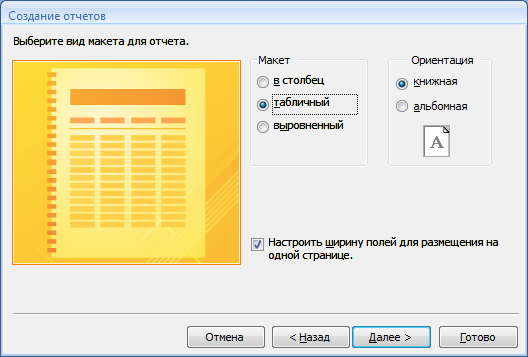 Создание отчетов
Выберите вид макета для отчета.
Макет
в столбец
табличный
выровненный
Ориентация
книжная
альбомная
A
Настроить ширину полей для размещения на
одной странице.
Отмена
< Назад
Далее >
Готово